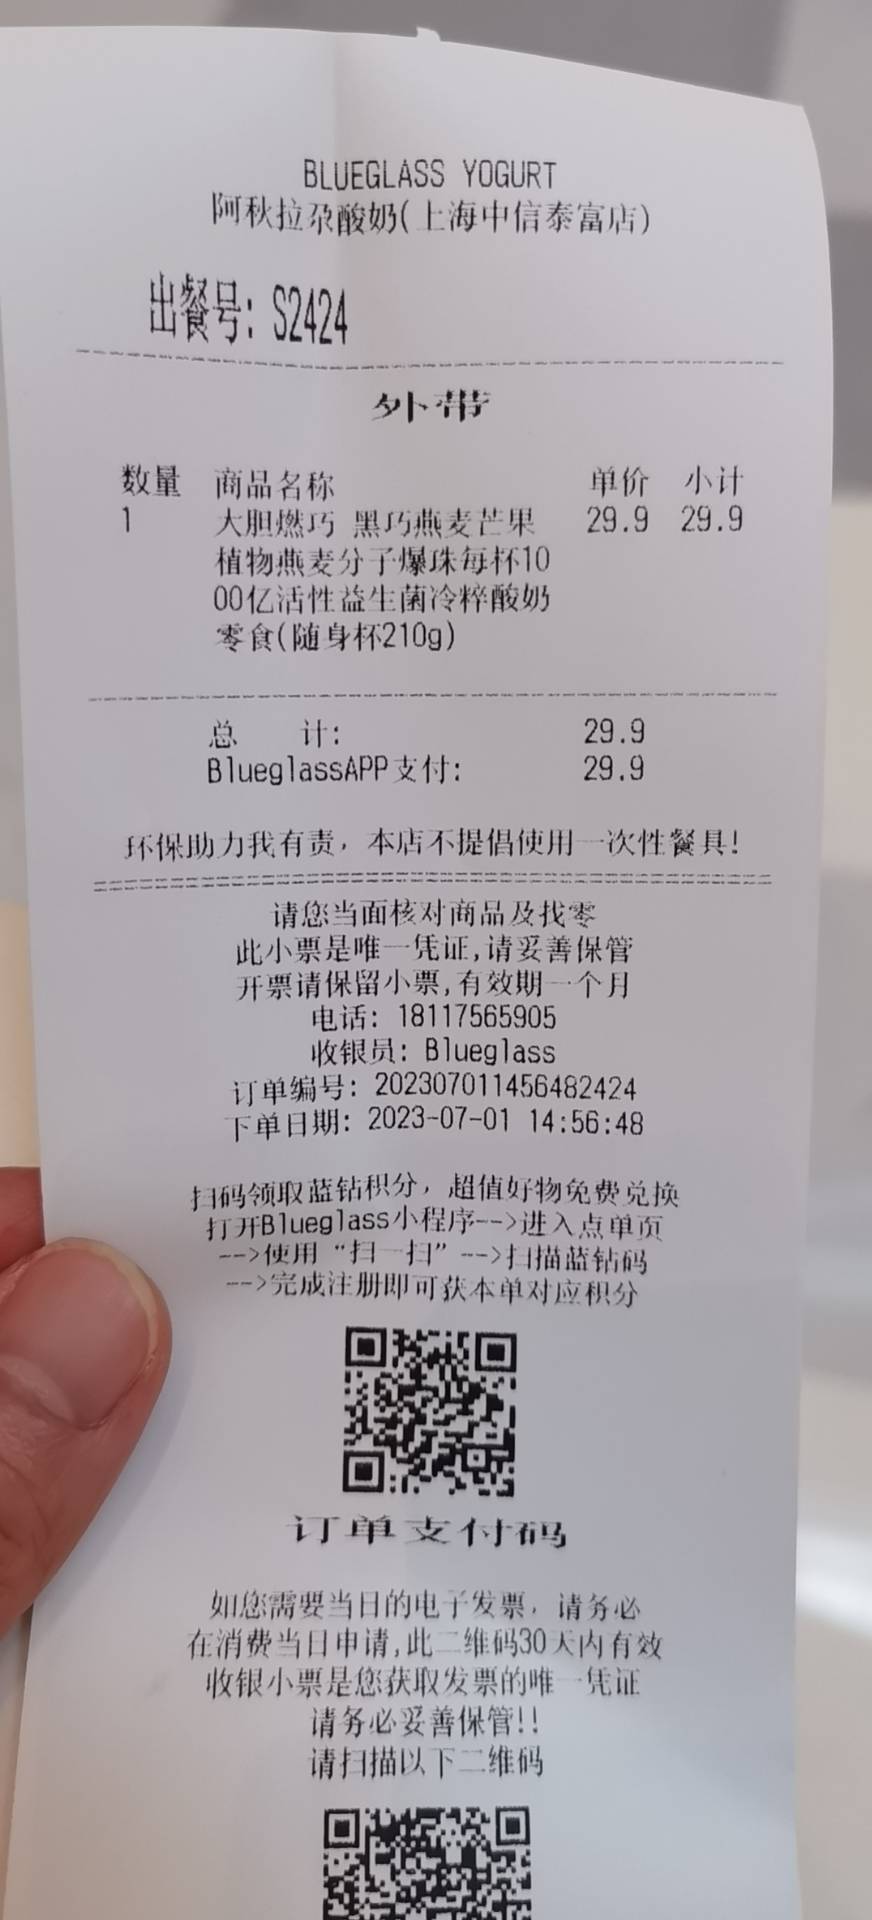 BLUEGLASS YOGURT
阿秋拉尕酸奶(上海中信泰富店)
出餐号: S2424
外带
数量 商品名称 单价 小计
1 大胆燃巧 黑巧燕麦芒果 29.9 29.9
植物燕麦分子爆珠每杯10
00亿活性益生菌冷粹酸奶
零食(随身杯210g)
总 计: 29.9
BlueglassAPP支付: 29.9
环保助力我有责，本店不提倡使用一次性餐具!
请您当面核对商品及找零
此小票是唯一凭证,请妥善保管
开票请保留小票,有效期一个月
电话: 18117565905
收银员: Blueglass
订单编号: 202307011456482424
下单日期: 2023-07-01 14:56:48
扫码领取蓝钻积分，超值好物免费兑换
打开Blueglass小程序-->进入点单页
-->使用“扫一扫”-->扫描蓝钻码
-->完成注册即可获本单对应积分
订单支付码
如您需要当日的电子发票，请务必
在消费当日申请,此二维码30天内有效
收银小票是您获取发票的唯一凭证
请务必妥善保管!!
请扫描以下二维码